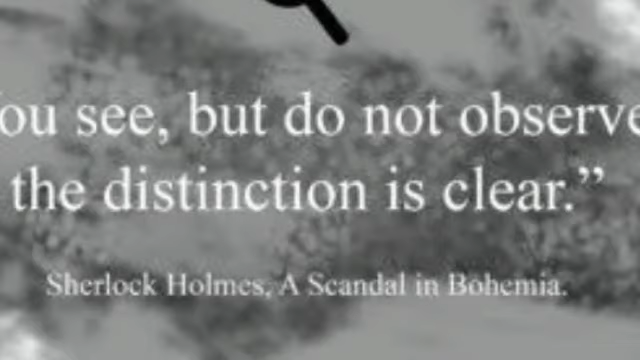 ou see, but do not observe
the distinction is clear.”
Sherlock Holmes, A Scandal in Bohemia.